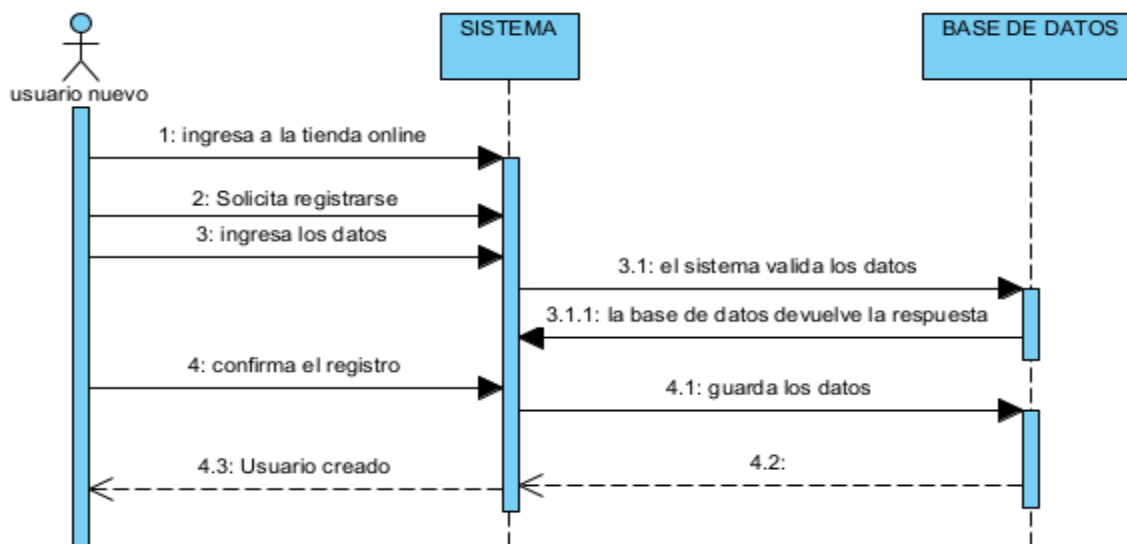 SISTEMA
BASE DE DATOS
usuario nuevo
1: ingresa a la tienda online
2: Solicita registrarse
3: ingresa los datos
3.1: el sistema valida los datos
3.1.1: la base de datos devuelve la respuesta
4: confirma el registro
4.1: guarda los datos
4.2:
4.3: Usuario creado